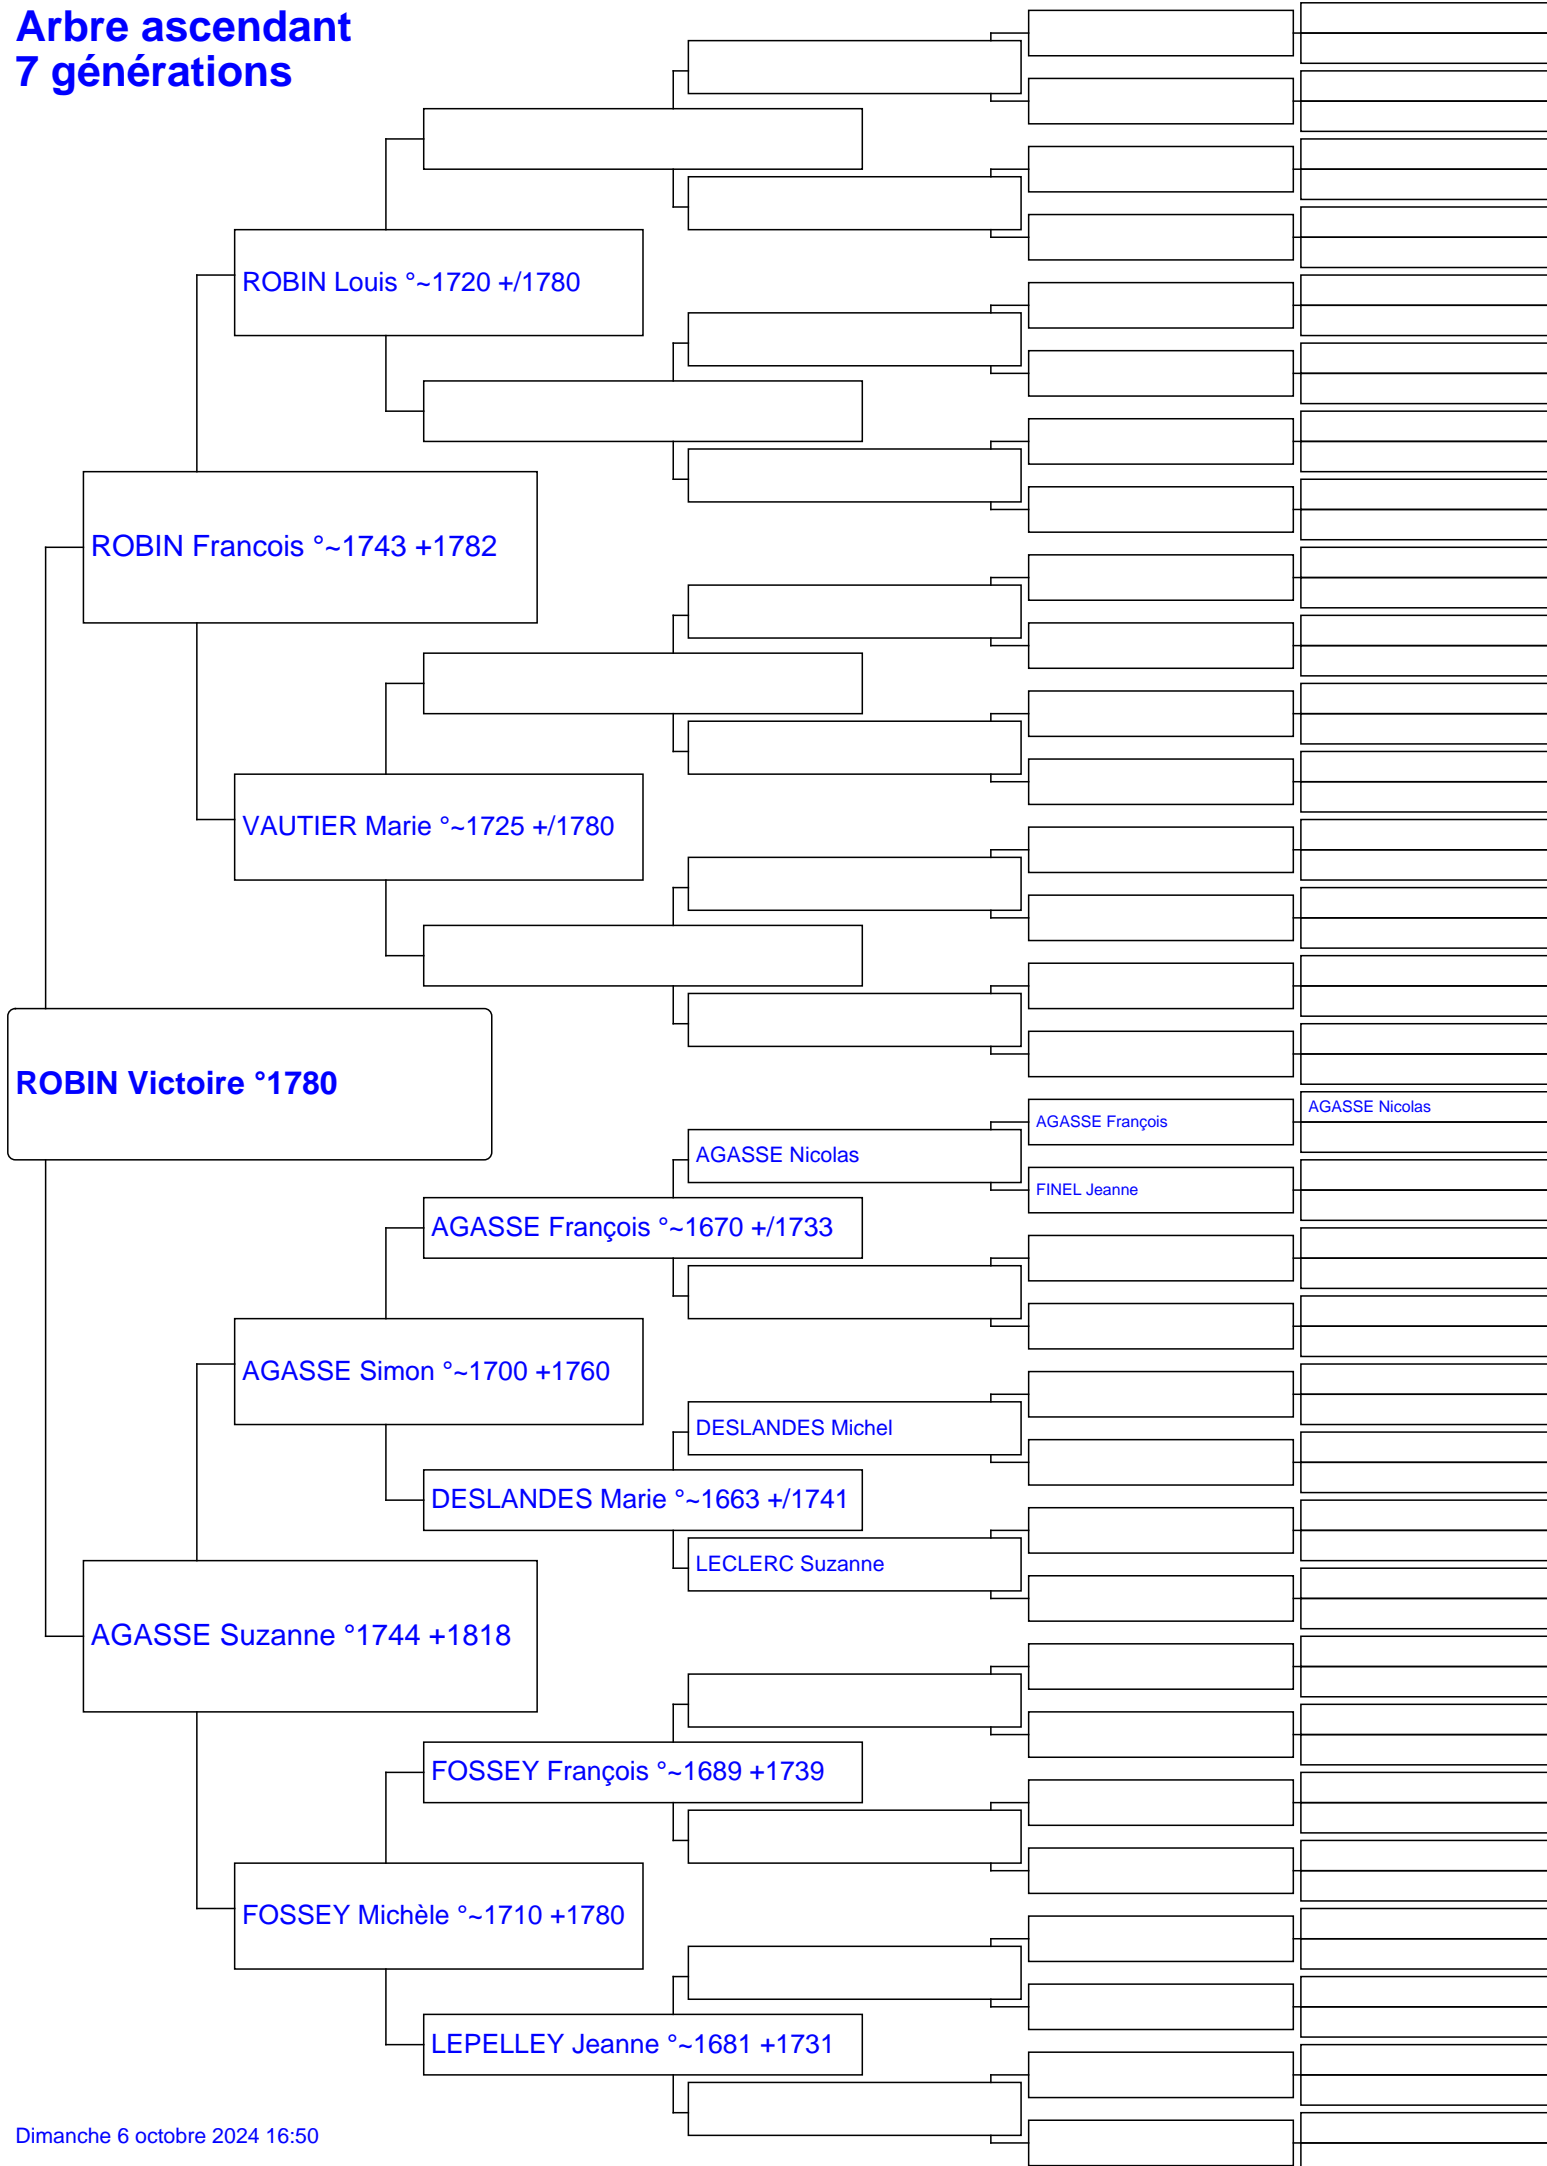 Arbre ascendant
7 générations
ROBIN Louis °~1720 +/1780
ROBIN Francois °~1743 +1782
VAUTIER Marie °~1725 +/1780
ROBIN Victoire °1780
AGASSE Nicolas
AGASSE François
AGASSE Nicolas
FINEL Jeanne
AGASSE François °~1670 +/1733
AGASSE Simon °~1700 +1760
DESLANDES Michel
DESLANDES Marie °~1663 +/1741
LECLERC Suzanne
AGASSE Suzanne °1744 +1818
FOSSEY François °~1689 +1739
FOSSEY Michèle °~1710 +1780
LEPELLEY Jeanne °~1681 +1731
Dimanche 6 octobre 2024 16:50